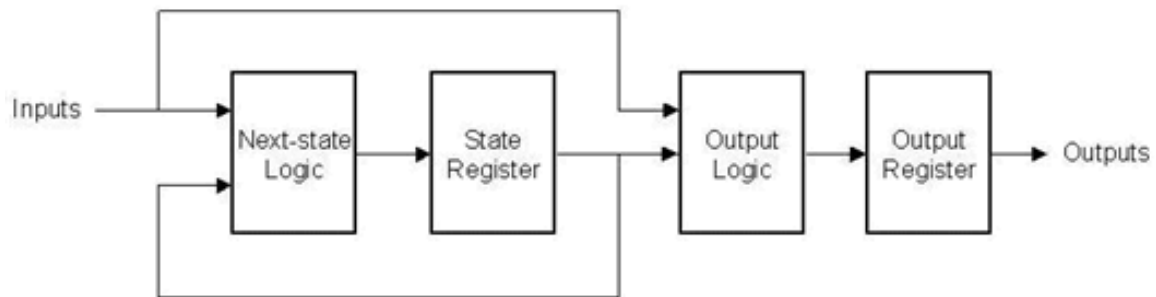 Inputs
Next-state
Logic
State
Register
Output
Logic
Output
Register
Outputs